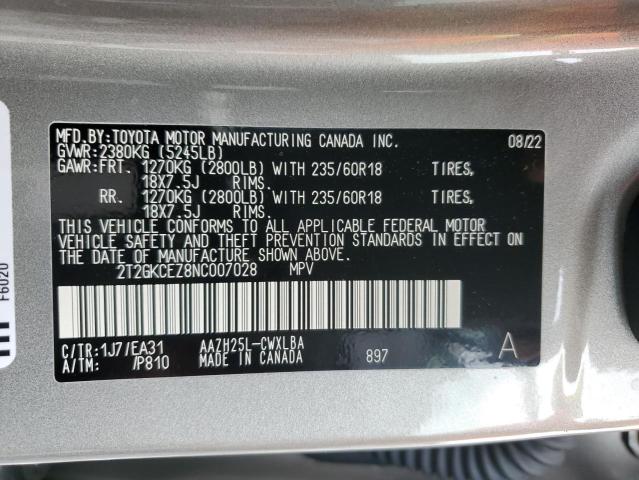 MFD.BY:TOYOTA MOTOR MANUFACTURING CANADA INC. 08/22
GVWR:2380KG (5245LB)
GAWR:FRT. 1270KG (2800LB) WITH 235/60R18 TIRES,
18X7.5J RIMS.
RR. 1270KG (2800LB) WITH 235/60R18 TIRES,
18X7.5J RIMS.
THIS VEHICLE CONFORMS TO ALL APPLICABLE FEDERAL MOTOR
VEHICLE SAFETY AND THEFT PREVENTION STANDARDS IN EFFECT ON
THE DATE OF MANUFACTURE SHOWN ABOVE.
2T2GKCEZ8NC007028 MPV
C/TR:1J7/EA31 AAZH25L-CWXLBA
A/TM: /P810 MADE IN CANADA 897 A
F6020